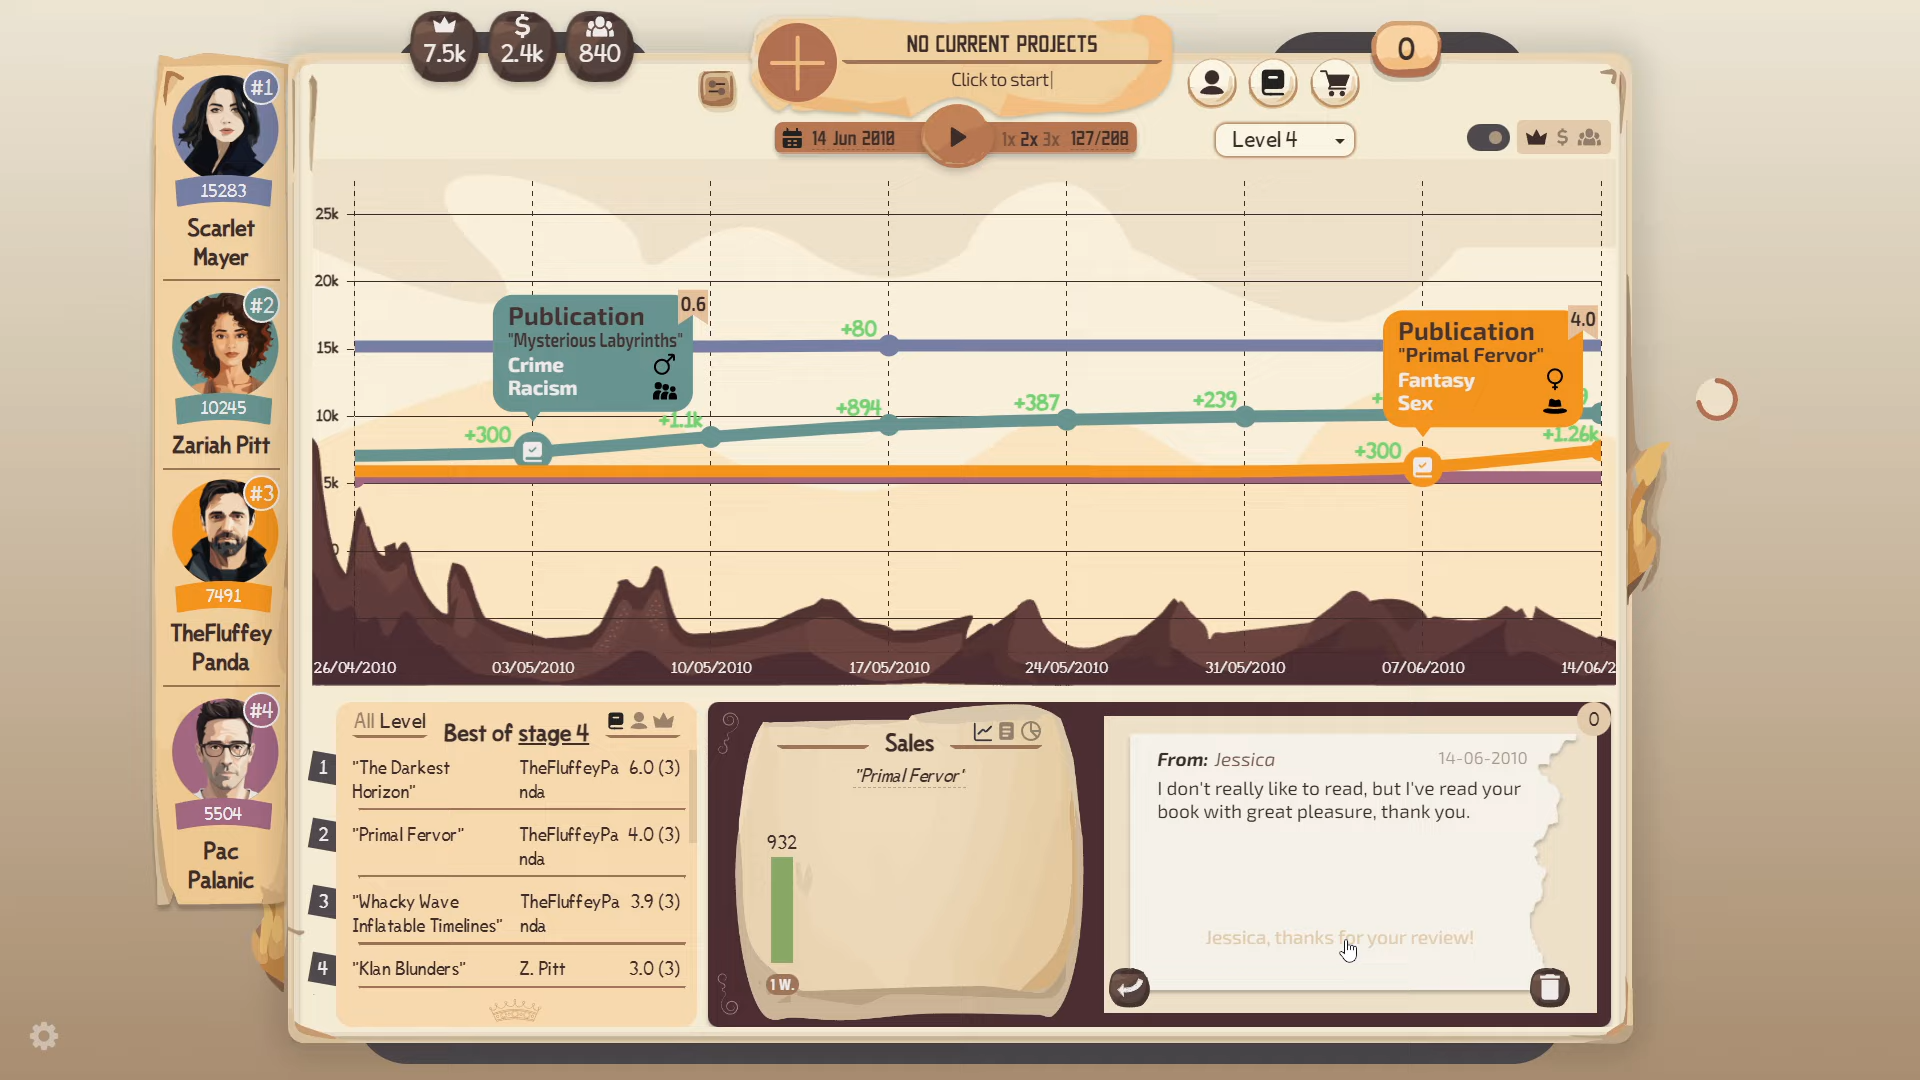 7.5k
2.4k
840
NO CURRENT PROJECTS
Click to start
0
14 Jun 2010
1x 2x 3x
127/208
Level 4
#1
15283
Scarlet
Mayer
#2
10245
Zariah Pitt
#3
7491
TheFluffey
Panda
#4
5504
Pac
Palanic
25k
20k
15k
10k
5k
0
Publication
0.6
"Mysterious Labyrinths"
Crime
Racism
+300
+1.1k
+80
+894
+387
+239
Publication
4.0
"Primal Fervor"
Fantasy
Sex
+300
+1.26k
26/04/2010
03/05/2010
10/05/2010
17/05/2010
24/05/2010
31/05/2010
07/06/2010
14/06/2
All Level
Best of stage 4
1
"The Darkest
Horizon"
TheFluffeyPa
nda
6.0 (3)
2
"Primal Fervor"
TheFluffeyPa
nda
4.0 (3)
3
"Whacky Wave
Inflatable Timelines"
TheFluffeyPa
nda
3.9 (3)
4
"Klan Blunders"
Z. Pitt
3.0 (3)
Sales
"Primal Fervor"
932
1 W.
0
From: Jessica
14-06-2010
I don't really like to read, but I've read your
book with great pleasure, thank you.
Jessica, thanks for your review!